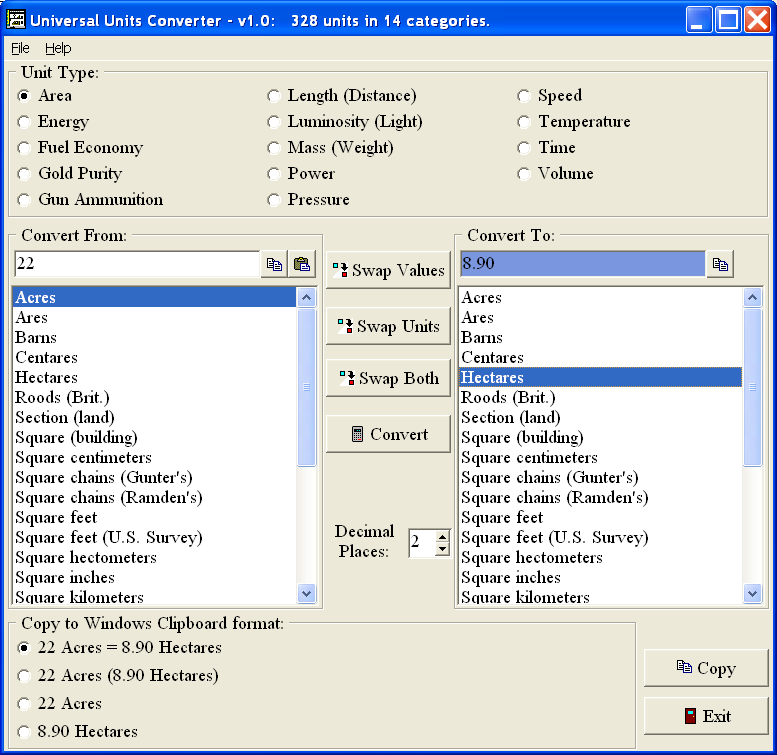 Universal Units Converter - v1.0:   328 units in 14 categories.
File Help
Unit Type:
Area
Energy
Fuel Economy
Gold Purity
Gun Ammunition
Length (Distance)
Luminosity (Light)
Mass (Weight)
Power
Pressure
Speed
Temperature
Time
Volume
Convert From:
22
Acres
Ares
Barns
Centares
Hectares
Roods (Brit.)
Section (land)
Square (building)
Square centimeters
Square chains (Gunter's)
Square chains (Ramden's)
Square feet
Square feet (U.S. Survey)
Square hectometers
Square inches
Square kilometers
Swap Values
Swap Units
Swap Both
Convert
Decimal
Places:
2
Convert To:
8.90
Acres
Ares
Barns
Centares
Hectares
Roods (Brit.)
Section (land)
Square (building)
Square centimeters
Square chains (Gunter's)
Square chains (Ramden's)
Square feet
Square feet (U.S. Survey)
Square hectometers
Square inches
Square kilometers
Copy to Windows Clipboard format:
22 Acres = 8.90 Hectares
22 Acres (8.90 Hectares)
22 Acres
8.90 Hectares
Copy
Exit